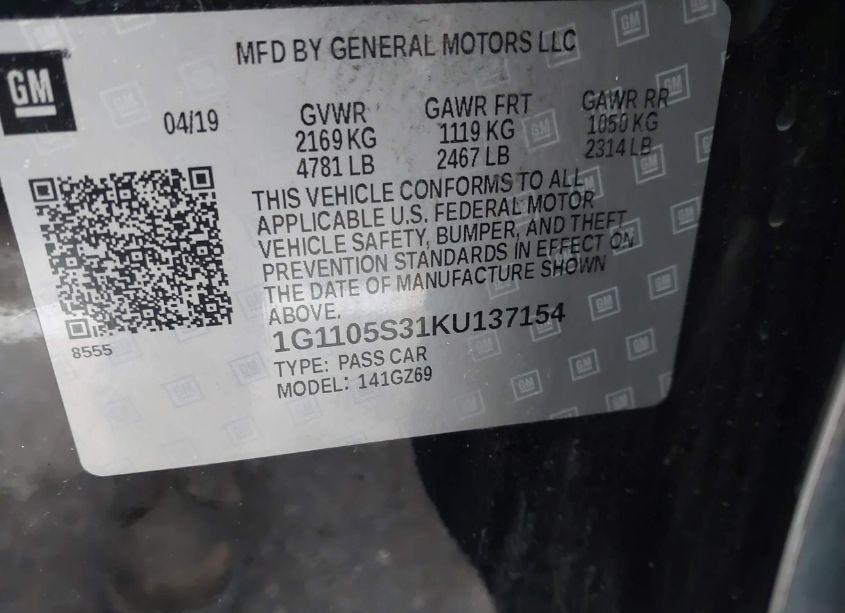 MFD BY GENERAL MOTORS LLC
GM
04/19
GVWR GAWR FRT GAWR RR
2169 KG 1119 KG 1050 KG
4781 LB 2467 LB 2314 LB
THIS VEHICLE CONFORMS TO ALL
APPLICABLE U.S. FEDERAL MOTOR
VEHICLE SAFETY, BUMPER, AND THEFT
PREVENTION STANDARDS IN EFFECT ON
THE DATE OF MANUFACTURE SHOWN
ABOVE.
8555
1G1105S31KU137154
TYPE: PASS CAR
MODEL: 141GZ69